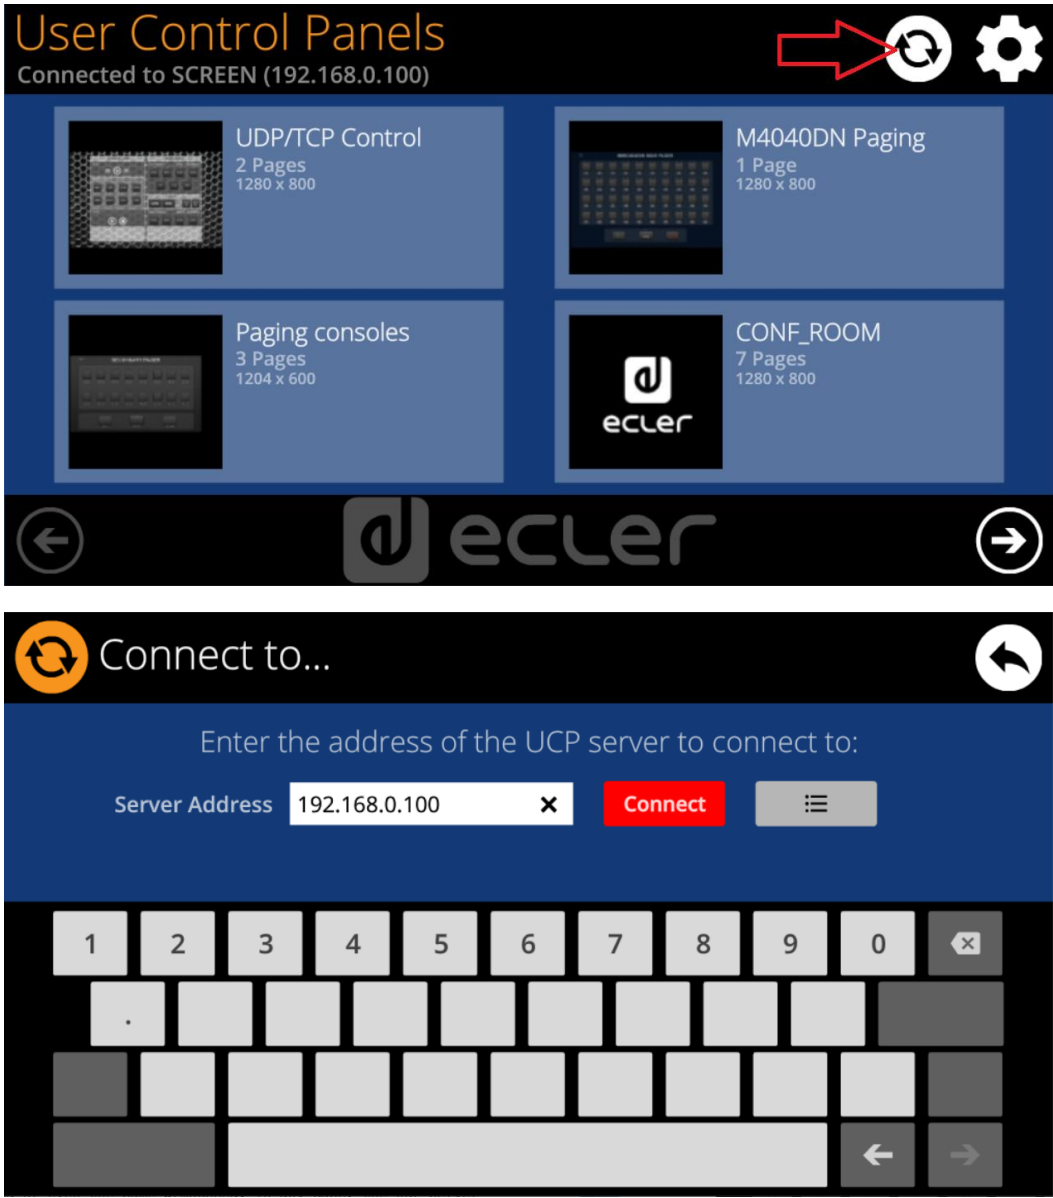 User Control Panels
Connected to SCREEN (192.168.0.100)
UDP/TCP Control
2 Pages
1280 x 800
M4040DN Paging
1 Page
1280 x 800
Paging consoles
3 Pages
1204 x 600
ecler
CONF_ROOM
7 Pages
1280 x 800
ecler
Connect to...
Enter the address of the UCP server to connect to:
Server Address 192.168.0.100 Connect
1 2 3 4 5 6 7 8 9 0
.